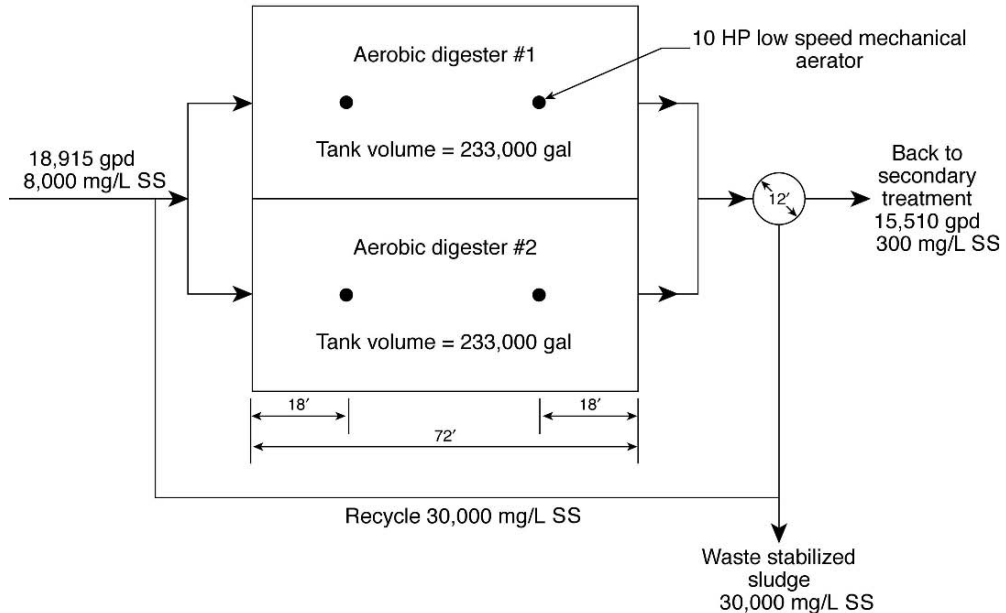 10 HP low speed mechanical
aerator
Aerobic digester #1
Tank volume = 233,000 gal
18,915 gpd
8,000 mg/L SS
12′
Back to
secondary
treatment
15,510 gpd
300 mg/L SS
Aerobic digester #2
Tank volume = 233,000 gal
18′
18′
72′
Recycle 30,000 mg/L SS
Waste stabilized
sludge
30,000 mg/L SS